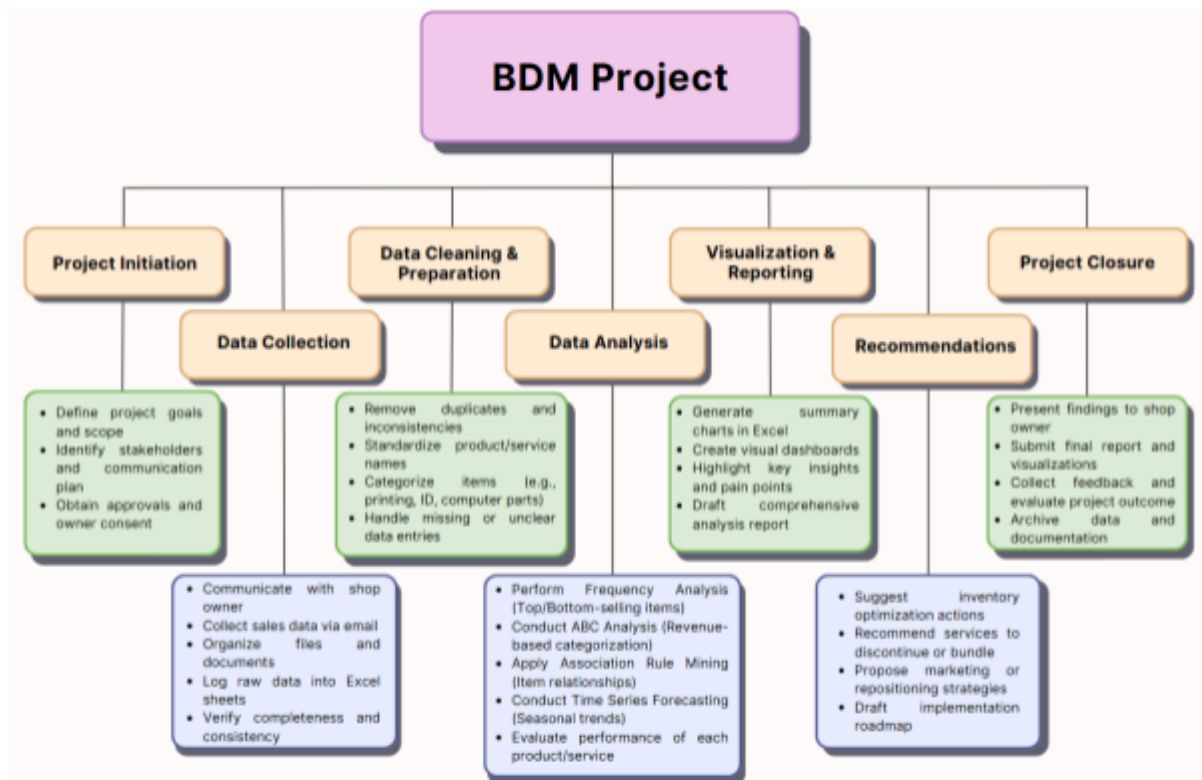 BDM Project
Project Initiation
Data Collection
Data Cleaning &
Preparation
Data Analysis
Visualization &
Reporting
Recommendations
Project Closure
• Define project goals
and scope
• Identify stakeholders
and communication
plan
• Obtain approvals and
owner consent
• Communicate with shop
owner
• Collect sales data via email
• Organize files and
documents
• Log raw data into Excel
sheets
• Verify completeness and
consistency
• Remove duplicates and
inconsistencies
• Standardize product/service
names
• Categorize items (e.g.,
printing, ID, computer parts)
• Handle missing or unclear
data entries
• Perform Frequency Analysis
(Top/Bottom-selling items)
• Conduct ABC Analysis (Revenue-
based categorization)
• Apply Association Rule Mining
(Item relationships)
• Conduct Time Series Forecasting
(Seasonal trends)
• Evaluate performance of each
product/service
• Generate summary
charts in Excel
• Create visual dashboards
• Highlight key insights
and pain points
• Draft comprehensive
analysis report
• Suggest inventory
optimization actions
• Recommend services to
discontinue or bundle
• Propose marketing or
repositioning strategies
• Draft implementation
roadmap
• Present findings to shop
owner
• Submit final report and
visualizations
• Collect feedback and
evaluate project outcome
• Archive data and
documentation